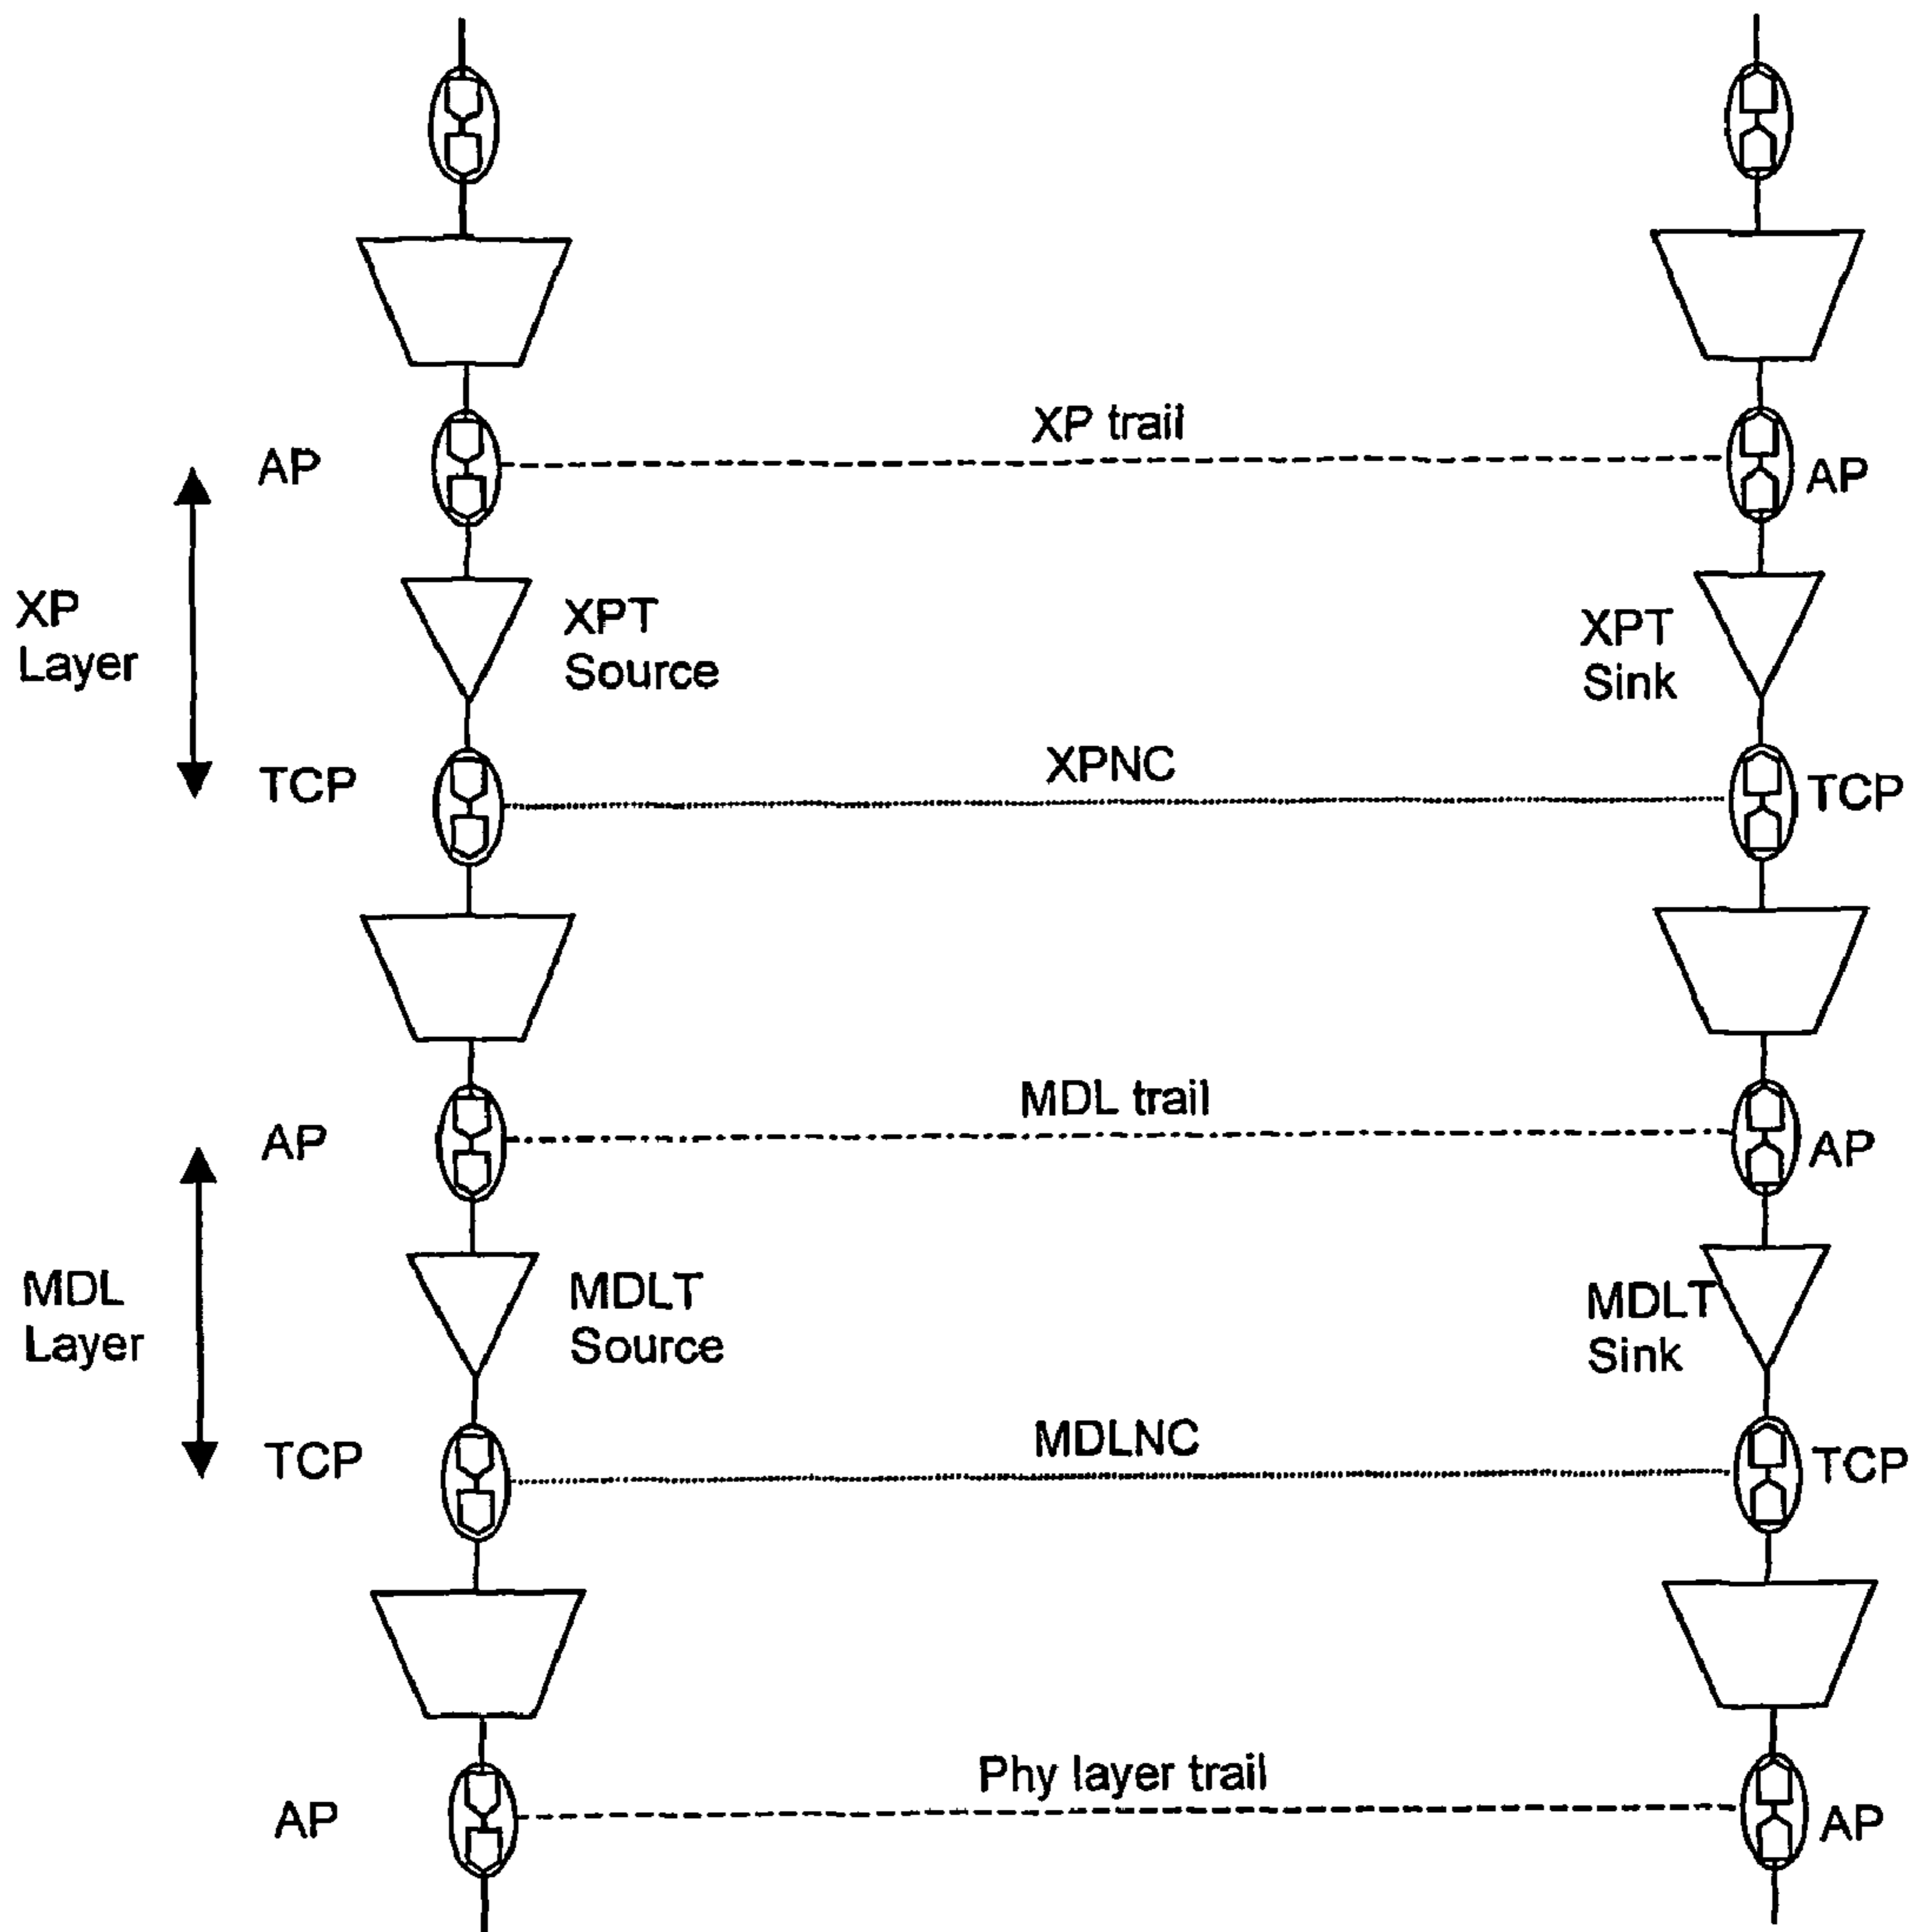 XP trail
AP
AP
XP
Layer
XPT
Source
XPT
Sink
XPNC
TCP
TCP
MDL trail
AP
AP
MDL
Layer
MDLT
Source
MDLT
Sink
MDLNC
TCP
TCP
Phy layer trail
AP
AP